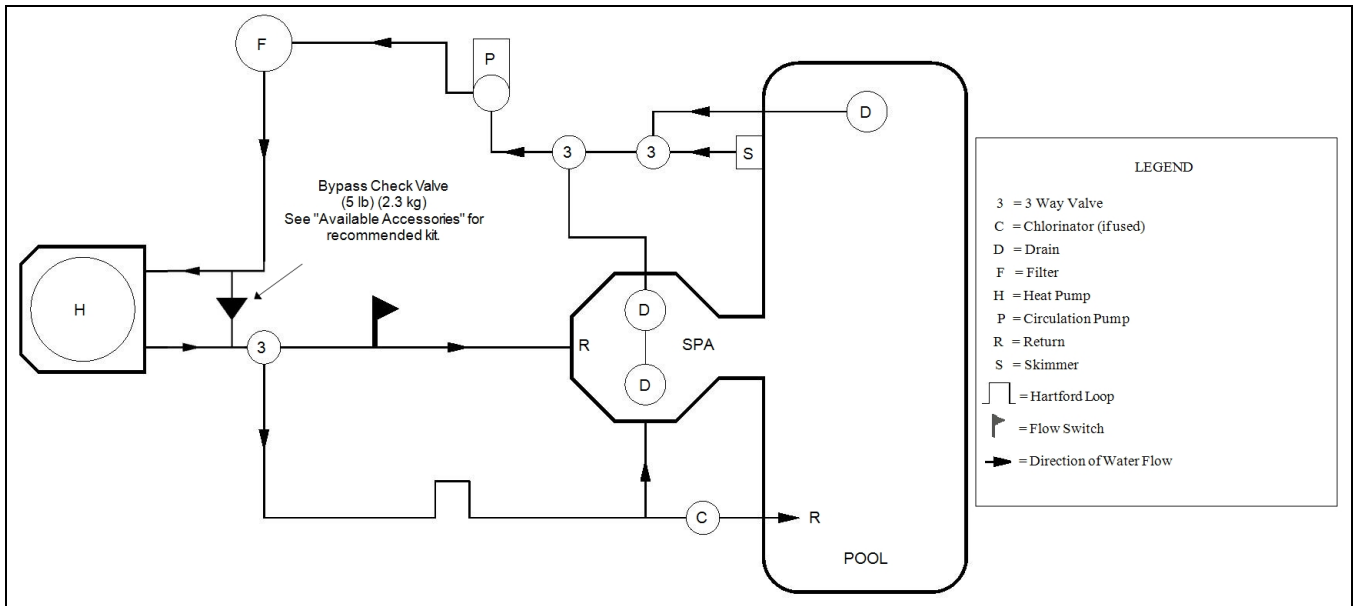 F
P
D
3
3
S
Bypass Check Valve
(5 lb) (2.3 kg)
See "Available Accessories" for
recommended kit.
H
3
R
D
SPA
D
C
R
POOL
LEGEND
3 = 3 Way Valve
C = Chlorinator (if used)
D = Drain
F = Filter
H = Heat Pump
P = Circulation Pump
R = Return
S = Skimmer
= Hartford Loop
= Flow Switch
= Direction of Water Flow